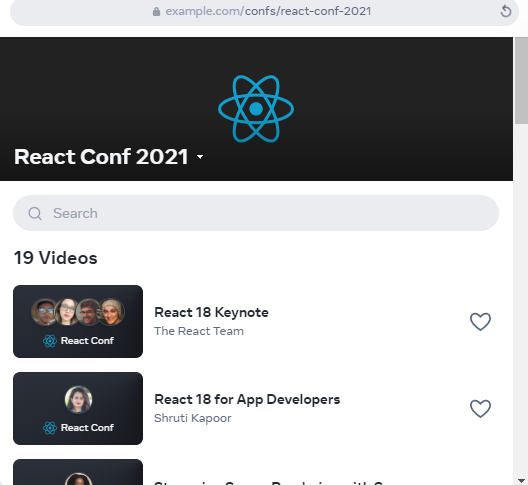 example.com/confs/react-conf-2021
React Conf 2021
Search
19 Videos
React Conf
React 18 Keynote
The React Team
React Conf
React 18 for App Developers
Shruti Kapoor